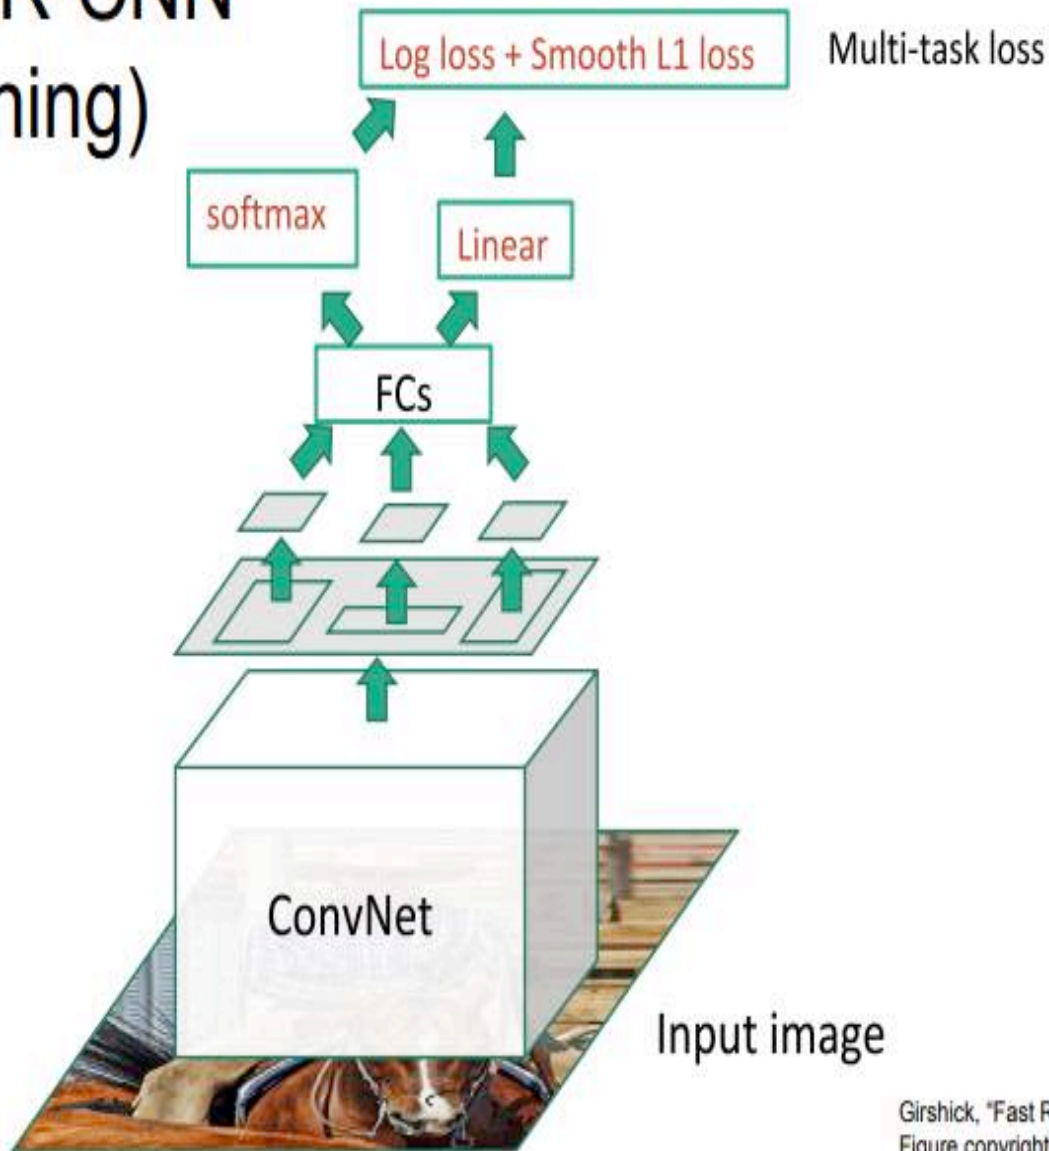 R-CNN
ning)
Log loss + Smooth L1 loss
Multi-task loss
softmax
Linear
FCs
ConvNet
Input image
Girshick, "Fast R
Figure copyright